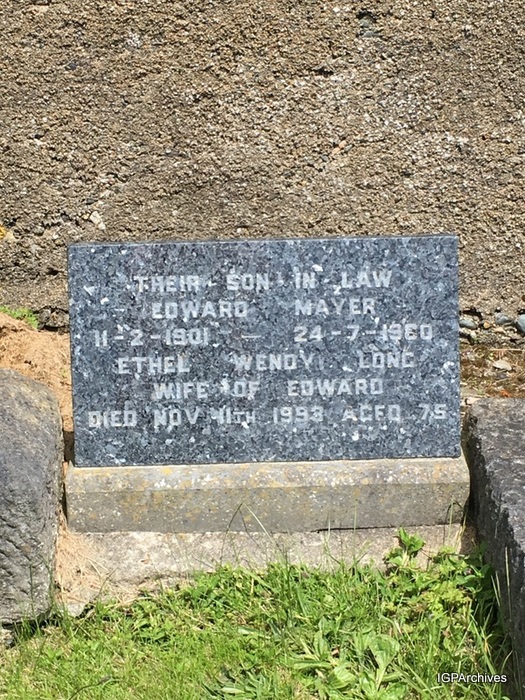 THEIR SON IN LAW
EDWARD MAYER
11-2-1901 — 24-7-1960
ETHEL WENDY LONG
WIFE OF EDWARD
DIED NOV 11TH 1993 AGED 75
IGPArchives